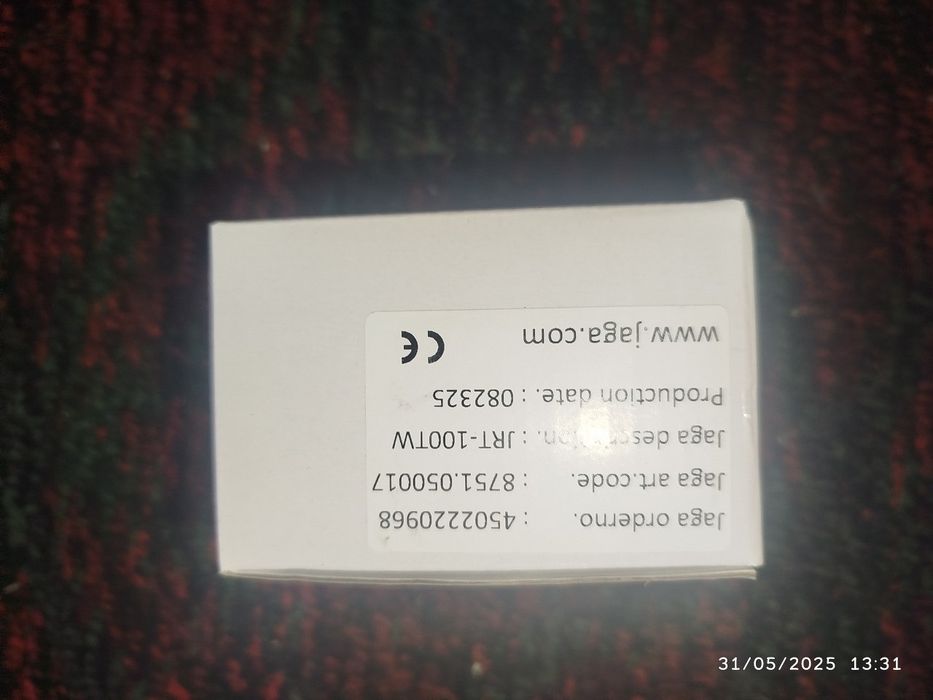 Jaga orderno. : 4502220968
Jaga art.code. : 8751.050017
Jaga description. : JRT-100TW
Production date. : 082325
www.jaga.com CE
31/05/2025 13:31